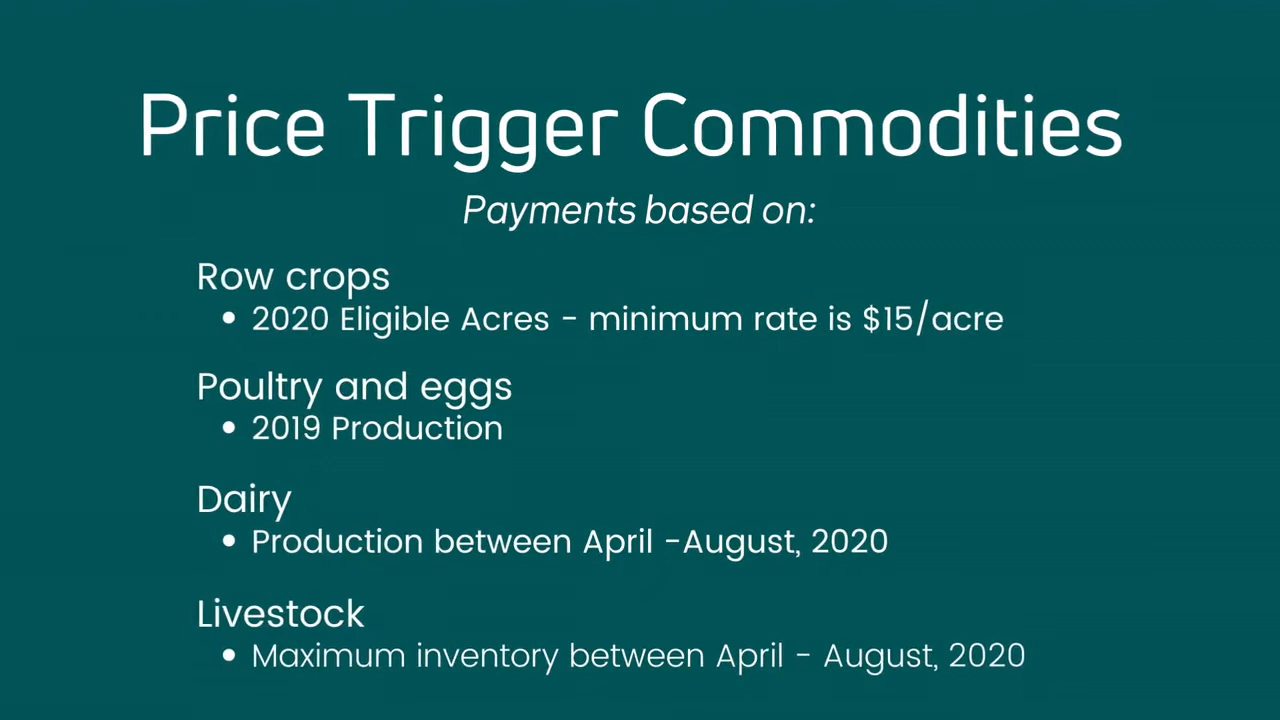 Price Trigger Commodities
Payments based on:
Row crops
• 2020 Eligible Acres - minimum rate is $15/acre
Poultry and eggs
• 2019 Production
Dairy
• Production between April -August, 2020
Livestock
• Maximum inventory between April - August, 2020